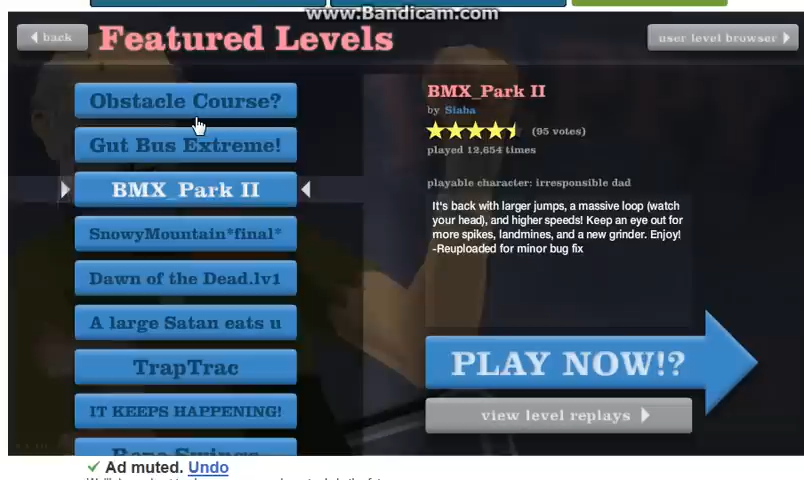 www.Bandicam.com
back
Featured Levels
user level browser
Obstacle Course?
Gut Bus Extreme!
BMX_Park II
SnowyMountain*final*
Dawn of the Dead.lv1
A large Satan eats u
TrapTrac
IT KEEPS HAPPENING!
BMX_Park II
by Siaba
(95 votes)
played 12,654 times
playable character: irresponsible dad
It's back with larger jumps, a massive loop (watch
your head), and higher speeds! Keep an eye out for
more spikes, landmines, and a new grinder. Enjoy!
-Reuploaded for minor bug fix
PLAY NOW!?
view level replays
Ad muted. Undo